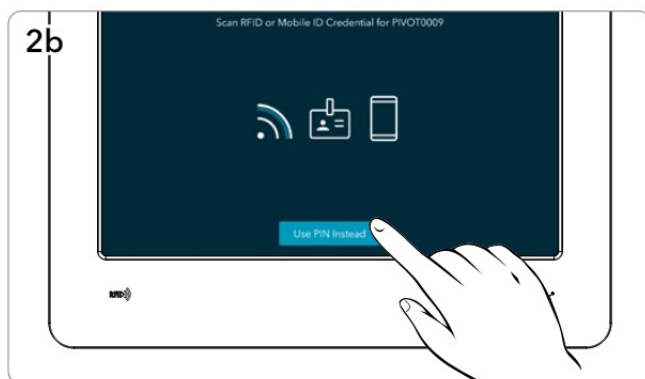 2b
Scan RFID or Mobile ID Credential for PIVOT0009
Use PIN Instead
RFID